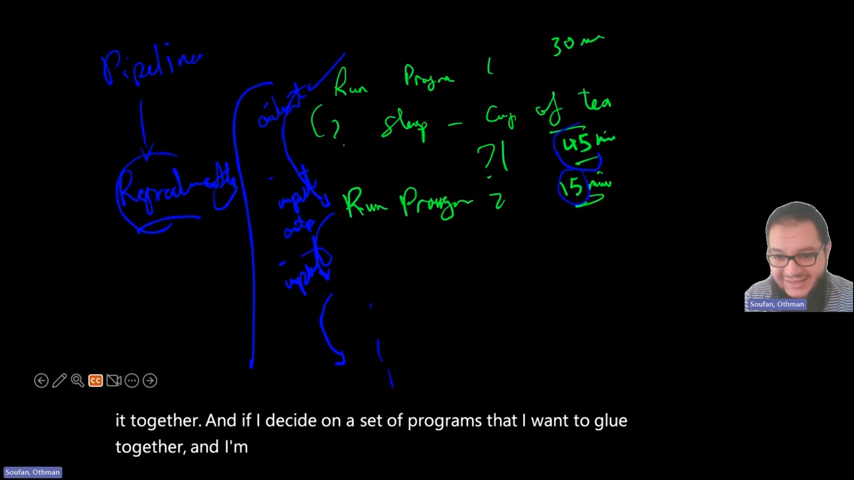 Pipeline
Reproducibility
Run Program 1 30 min
(? Sleep - Cup of tea
?! 45 min
Run Program 2 15 min
output
input
output
input
Soufan, Othman
CC
it together. And if I decide on a set of programs that I want to glue
together, and I'm
Soufan, Othman